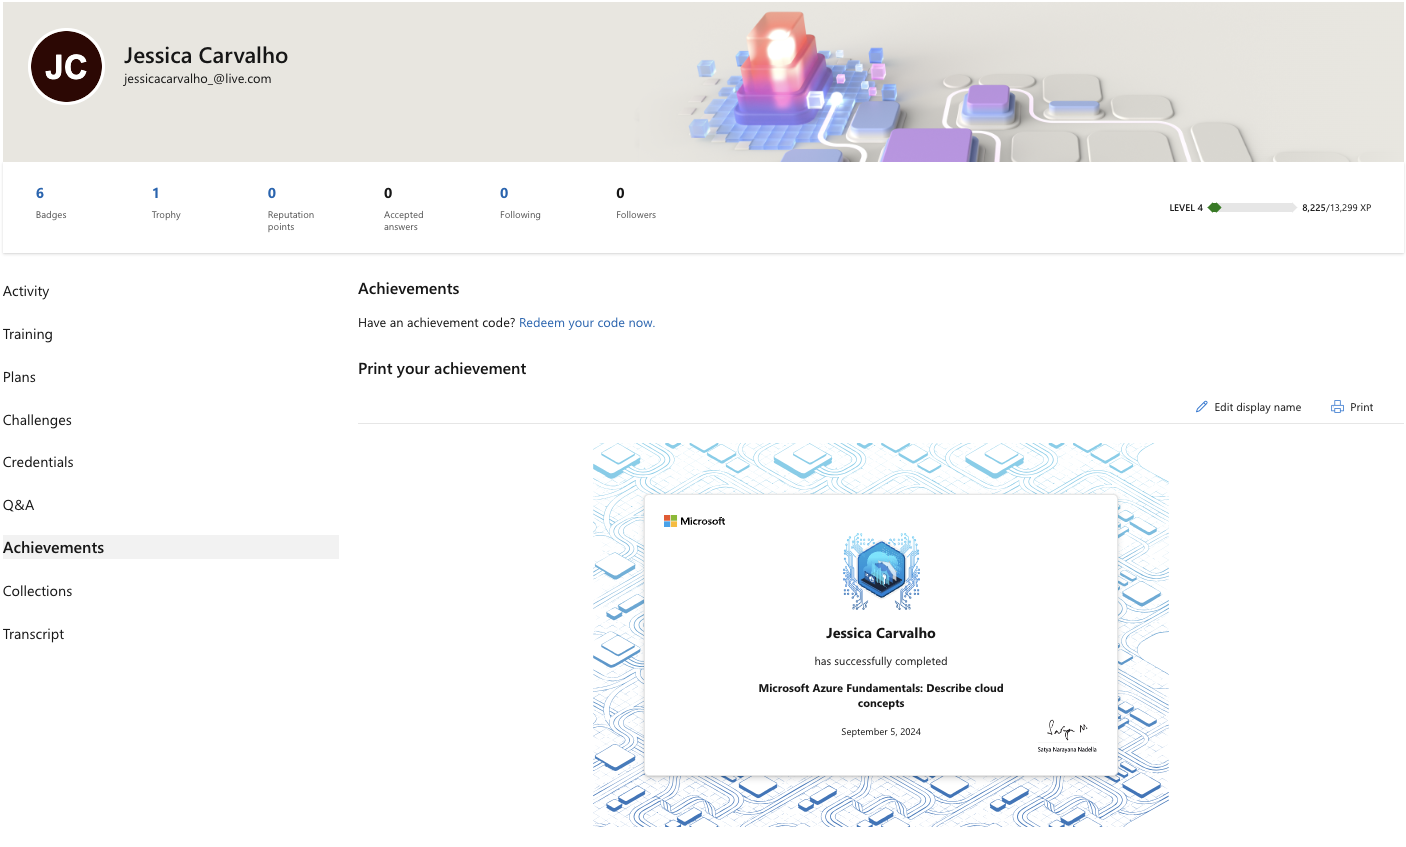 JC
Jessica Carvalho
jessicacarvalho_@live.com
6
Badges
1
Trophy
0
Reputation
points
0
Accepted
answers
0
Following
0
Followers
LEVEL 4
8,225/13,299 XP
Activity
Training
Plans
Challenges
Credentials
Q&A
Achievements
Collections
Transcript
Achievements
Have an achievement code? Redeem your code now.
Print your achievement
Edit display name
Print
Microsoft
Jessica Carvalho
has successfully completed
Microsoft Azure Fundamentals: Describe cloud
concepts
September 5, 2024
Satya N
Satya Narayana Nadella